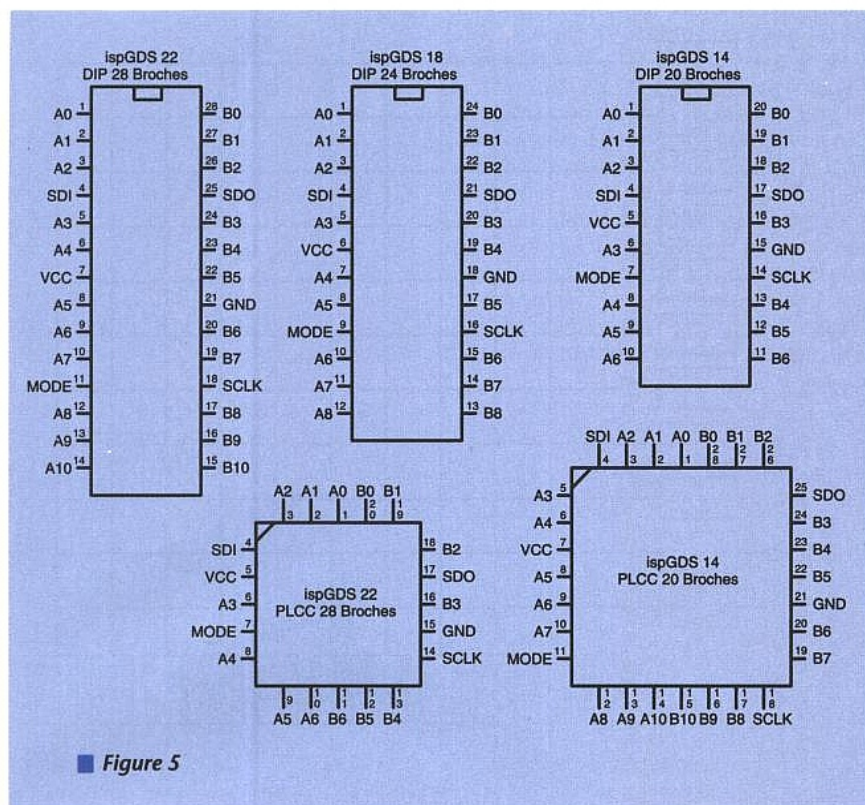 ispGDS 22
DIP 28 Broches
A0 1
A1 2
A2 3
SDI 4
A3 5
A4 6
VCC 7
A5 8
A6 9
A7 10
MODE 11
A8 12
A9 13
A10 14
28 B0
27 B1
26 B2
25 SDO
24 B3
23 B4
22 B5
21 GND
20 B6
19 B7
18 SCLK
17 B8
16 B9
15 B10
ispGDS 18
DIP 24 Broches
A0 1
A1 2
A2 3
SDI 4
A3 5
VCC 6
A4 7
A5 8
MODE 9
A6 10
A7 11
A8 12
24 B0
23 B1
22 B2
21 SDO
20 B3
19 B4
18 GND
17 B5
16 SCLK
15 B6
14 B7
13 B8
ispGDS 14
DIP 20 Broches
A0 1
A1 2
A2 3
SDI 4
VCC 5
A3 6
MODE 7
A4 8
A5 9
A6 10
20 B0
19 B1
18 B2
17 SDO
16 B3
15 GND
14 SCLK
13 B4
12 B5
11 B6
A2 A1 A0 B0 B1
3 2 1 20 19
SDI 4
VCC 5
A3 6
MODE 7
A4 8
ispGDS 22
PLCC 28 Broches
18 B2
17 SDO
16 B3
15 GND
14 SCLK
9 10 11 12 13
A5 A6 B6 B5 B4
SDI A2 A1 A0 B0 B1 B2
4 3 2 1 28 27 26
A3 5
A4 6
VCC 7
A5 8
A6 9
A7 10
MODE 11
ispGDS 14
PLCC 20 Broches
25 SDO
24 B3
23 B4
22 B5
21 GND
20 B6
19 B7
12 13 14 15 16 17 18
A8 A9 A10 B10 B9 B8 SCLK
Figure 5